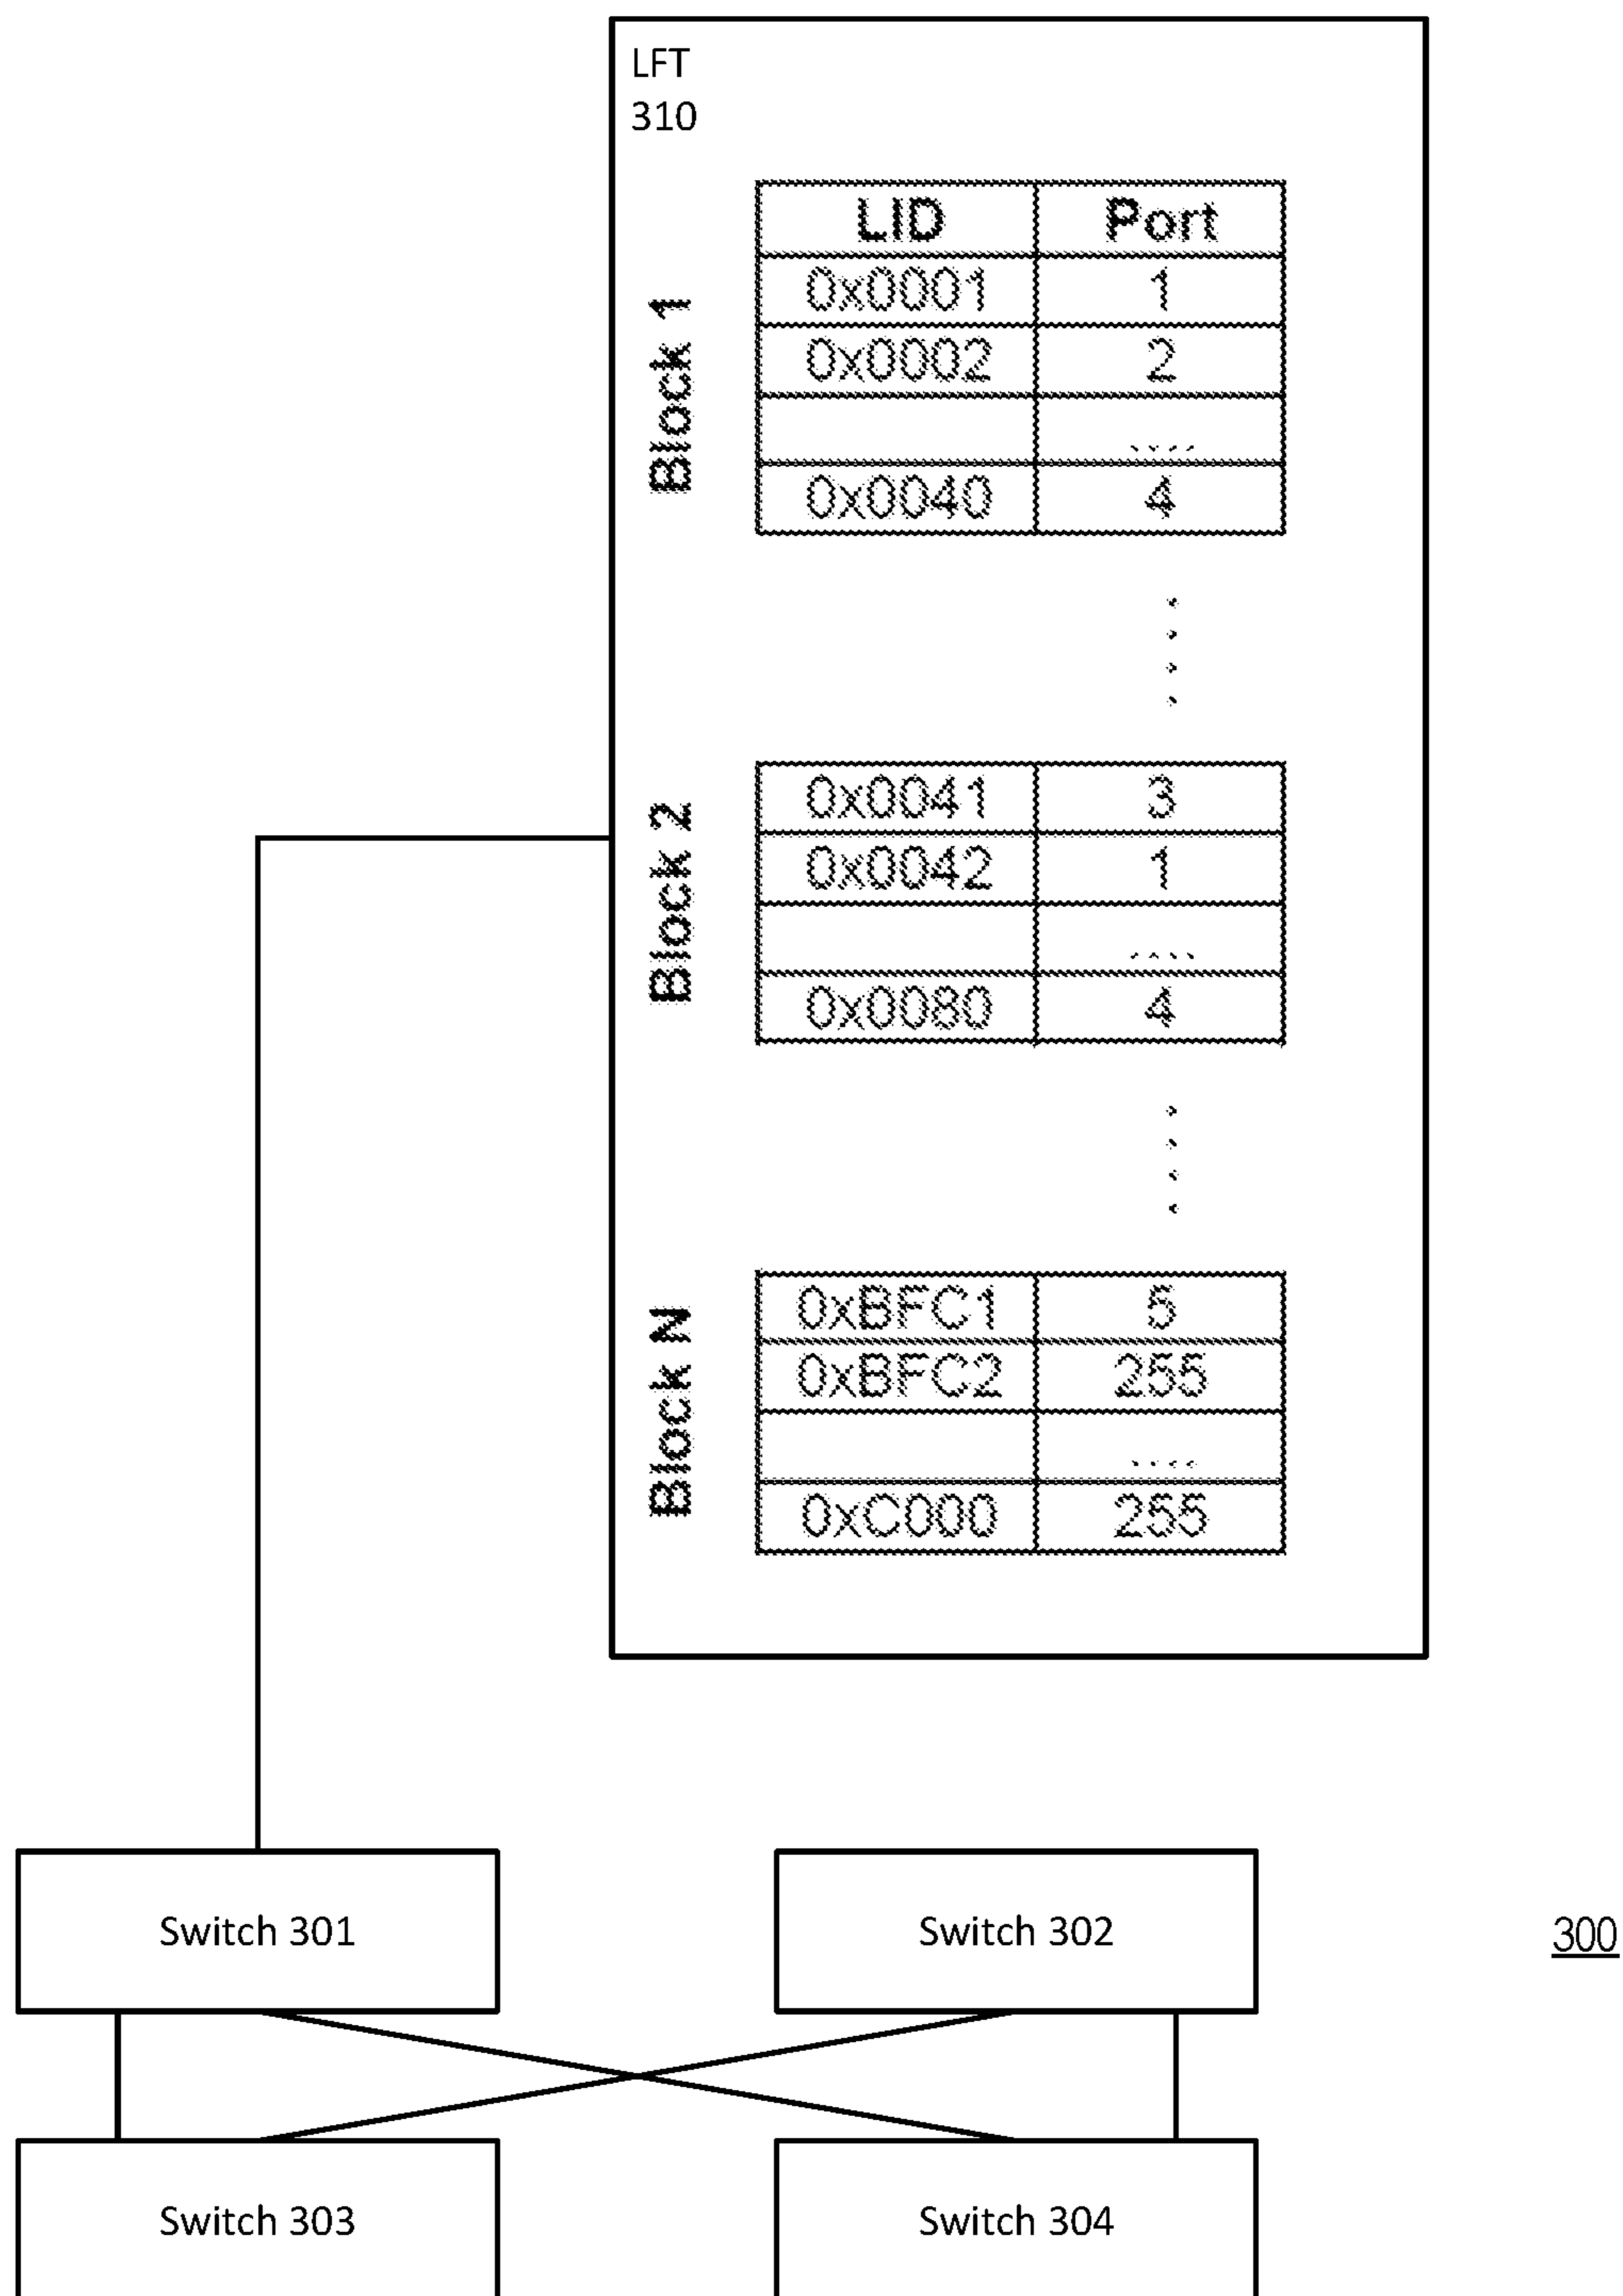 LFT
310
Block 1
LID Port
0x0001 1
0x0002 2
....
0x0040 4
Block 2
0x0041 3
0x0042 1
....
0x0080 4
Block N
0xBFC1 5
0xBFC2 255
....
0xC000 255
Switch 301
Switch 302
300
Switch 303
Switch 304